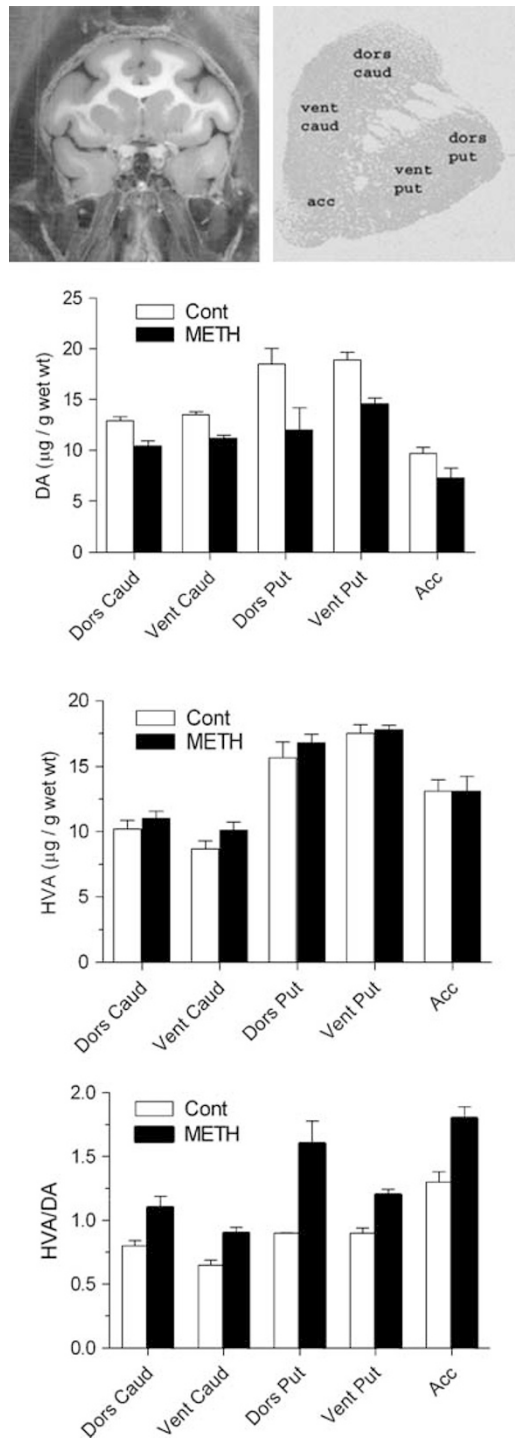 dors
caud
vent
caud
dors
put
vent
put
acc
25
20
15
10
5
0
DA (µg / g wet wt)
Cont
METH
Dors Caud
Vent Caud
Dors Put
Vent Put
Acc
20
15
10
5
0
HVA (µg / g wet wt)
Cont
METH
Dors Caud
Vent Caud
Dors Put
Vent Put
Acc
2.0
1.5
1.0
0.5
0.0
HVA/DA
Cont
METH
Dors Caud
Vent Caud
Dors Put
Vent Put
Acc